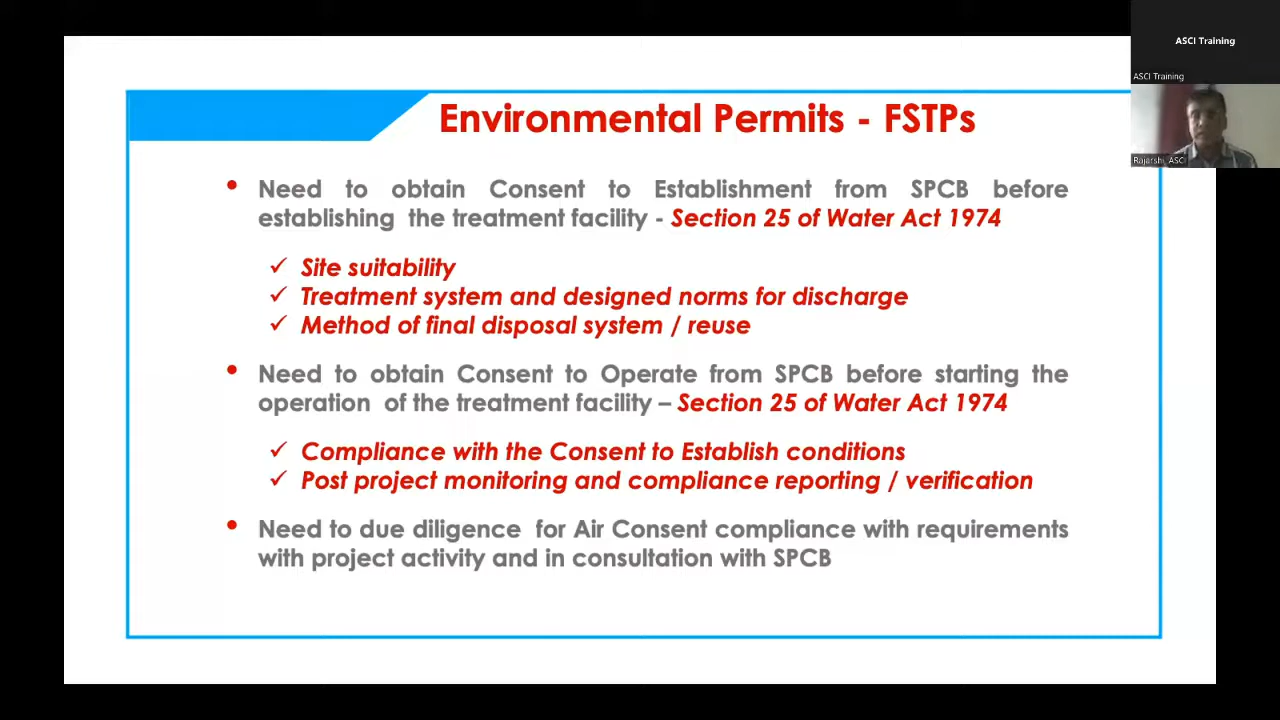 Environmental Permits - FSTPs
• Need to obtain Consent to Establishment from SPCB before
establishing the treatment facility - Section 25 of Water Act 1974
✓ Site suitability
✓ Treatment system and designed norms for discharge
✓ Method of final disposal system / reuse
• Need to obtain Consent to Operate from SPCB before starting the
operation of the treatment facility – Section 25 of Water Act 1974
✓ Compliance with the Consent to Establish conditions
✓ Post project monitoring and compliance reporting / verification
• Need to due diligence for Air Consent compliance with requirements
with project activity and in consultation with SPCB
ASCI Training
ASCI Training
Rajarshi, ASCI